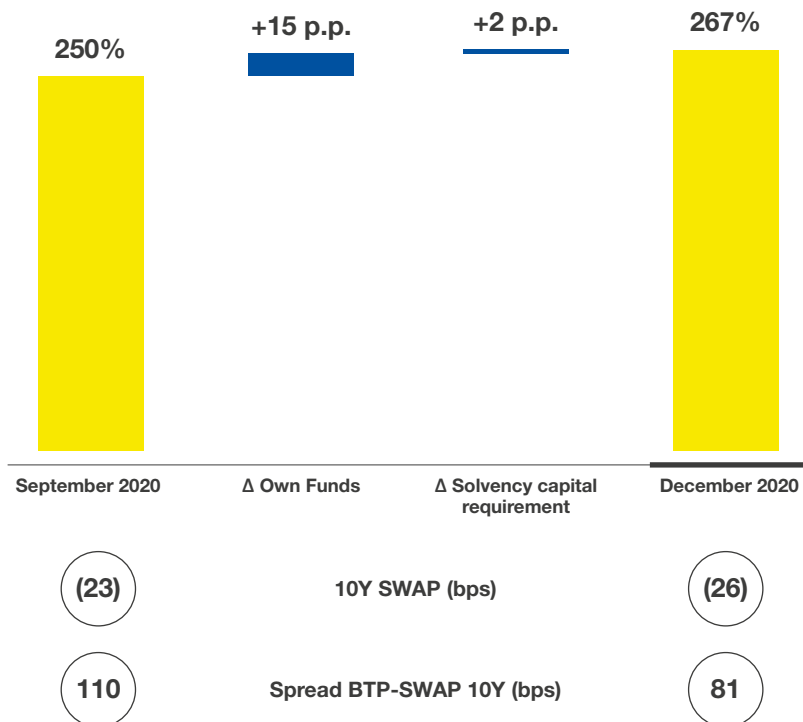 250%
+15 p.p.
+2 p.p.
267%
September 2020
Δ Own Funds
Δ Solvency capital
requirement
December 2020
(23)
10Y SWAP (bps)
(26)
110
Spread BTP-SWAP 10Y (bps)
81